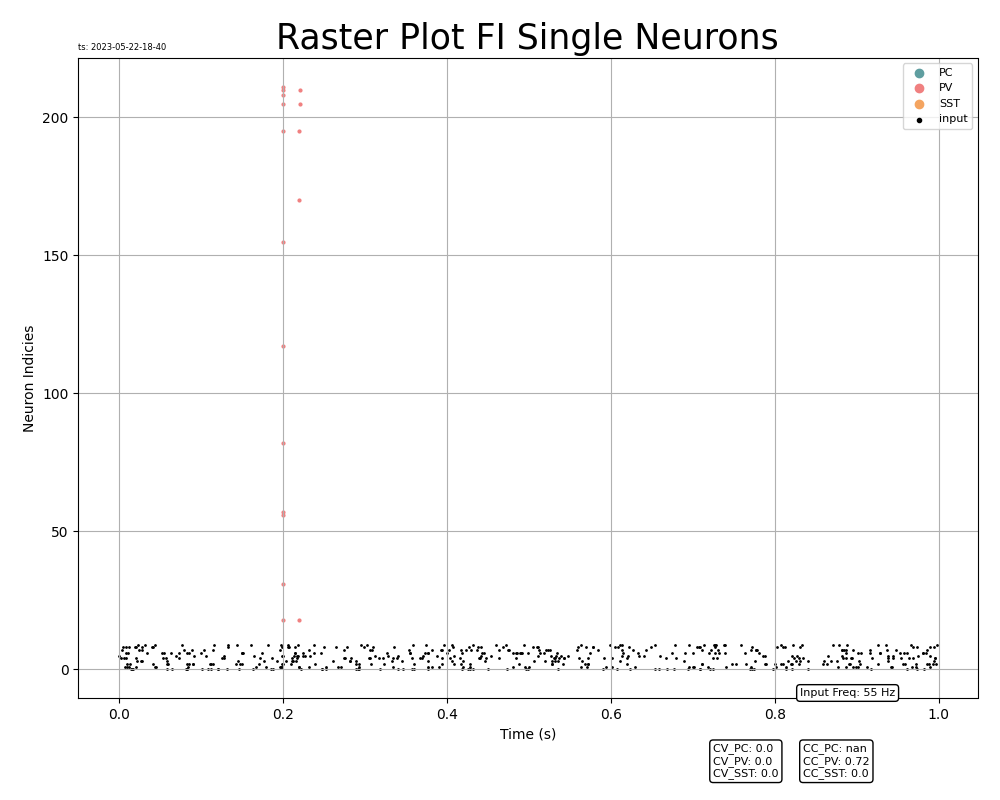 Raster Plot FI Single Neurons
ts: 2023-05-22-18-40
PC
PV
SST
input
200
150
100
50
0
Neuron Indicies
0.0 0.2 0.4 0.6 0.8 1.0
Time (s)
Input Freq: 55 Hz
CV_PC: 0.0
CV_PV: 0.0
CV_SST: 0.0
CC_PC: nan
CC_PV: 0.72
CC_SST: 0.0